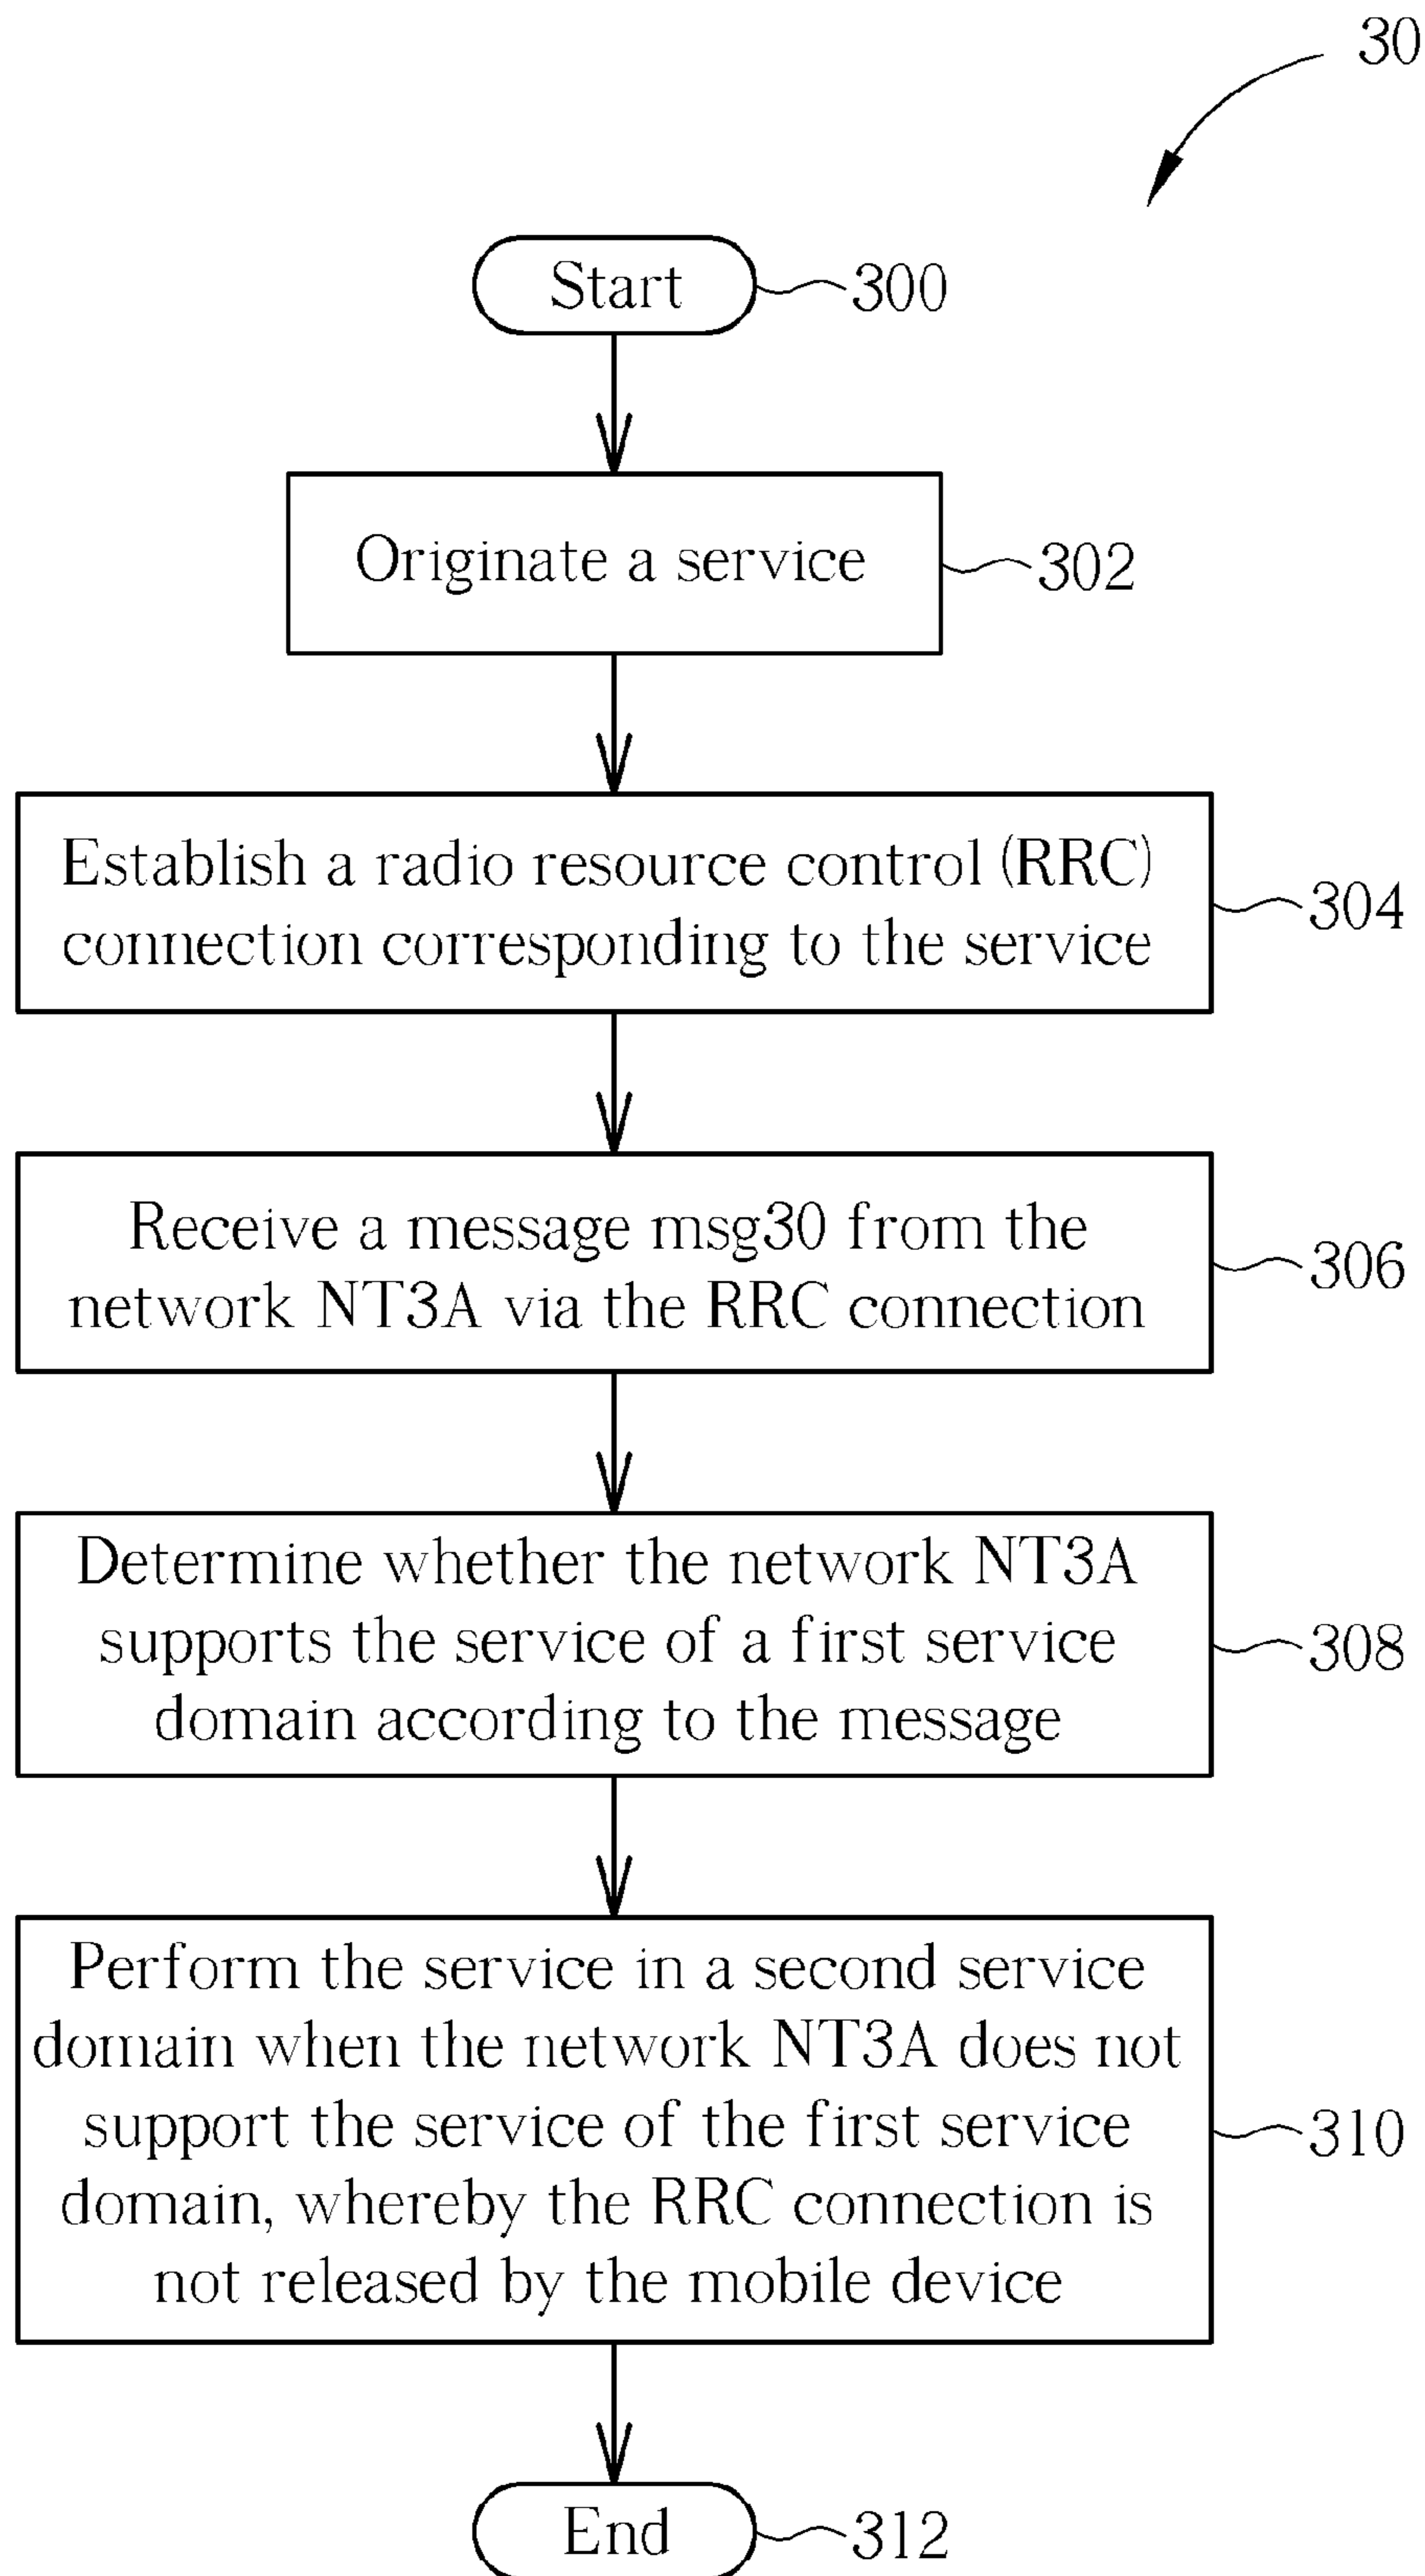 30
Start
300
Originate a service
302
Establish a radio resource control (RRC)
connection corresponding to the service
304
Receive a message msg30 from the
network NT3A via the RRC connection
306
Determine whether the network NT3A
supports the service of a first service
domain according to the message
308
Perform the service in a second service
domain when the network NT3A does not
support the service of the first service
domain, whereby the RRC connection is
not released by the mobile device
310
End
312